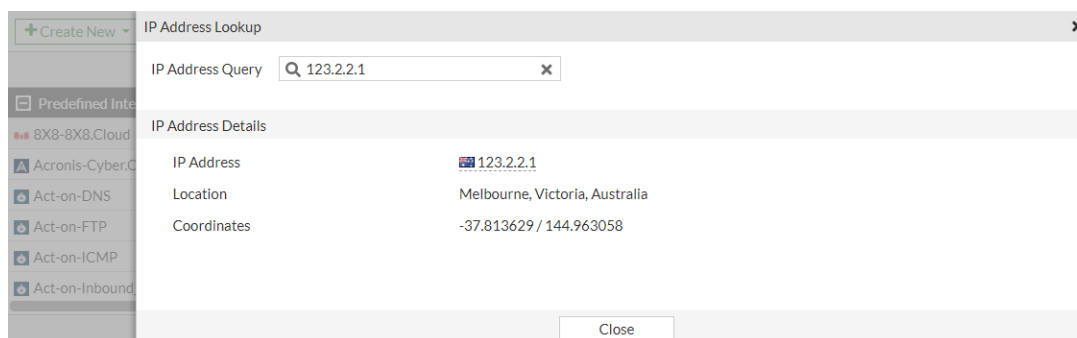 Create New
IP Address Lookup
IP Address Query 123.2.2.1
Predefined Inte
8X8-8X8.Cloud
IP Address Details
Acronis-Cyber.C
IP Address 123.2.2.1
Act-on-DNS
Location Melbourne, Victoria, Australia
Act-on-FTP
Coordinates -37.813629 / 144.963058
Act-on-ICMP
Act-on-Inbound_
Close